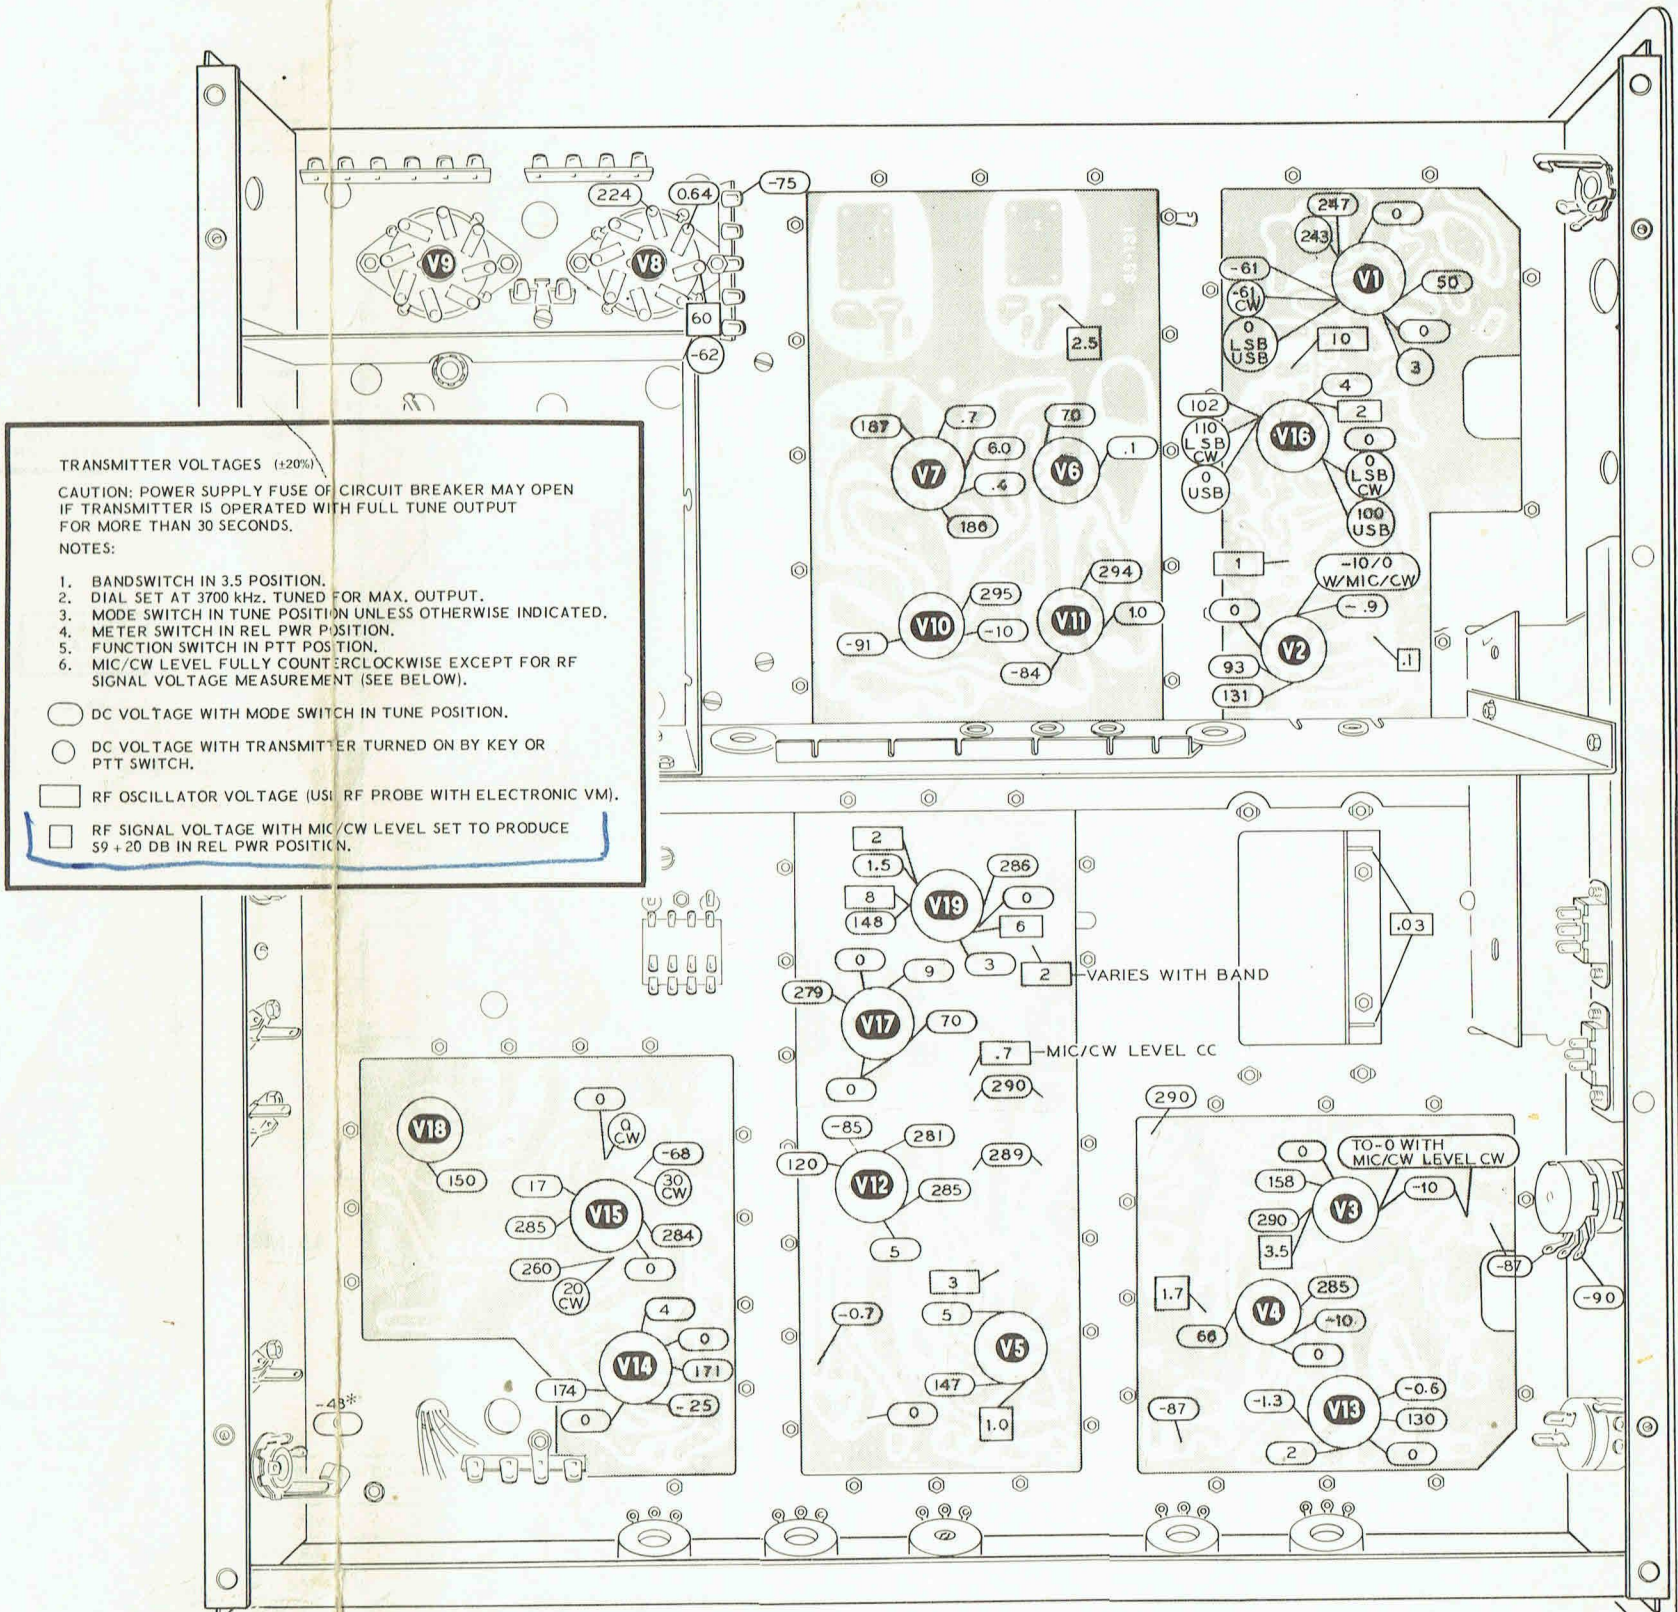 -75
224
0.64
V9
V8
60
-62
2.5
247
0
243
V1
-61
-61
CW
50
0
LSB
USB
10
0
3
4
102
2
110
LSB
CW
V16
0
0
LSB
CW
0
USB
100
USB
187
.7
70
V7
6.0
V6
.1
.4
186
1
-10/0
W/MIC/CW
294
295
0
-.9
V10
-10
V11
1.0
V2
.1
-91
93
-84
131
TRANSMITTER VOLTAGES (±20%)
CAUTION: POWER SUPPLY FUSE OF CIRCUIT BREAKER MAY OPEN
IF TRANSMITTER IS OPERATED WITH FULL TUNE OUTPUT
FOR MORE THAN 30 SECONDS.
NOTES:
1. BANDSWITCH IN 3.5 POSITION.
2. DIAL SET AT 3700 kHz. TUNED FOR MAX. OUTPUT.
3. MODE SWITCH IN TUNE POSITION UNLESS OTHERWISE INDICATED.
4. METER SWITCH IN REL PWR POSITION.
5. FUNCTION SWITCH IN PTT POSITION.
6. MIC/CW LEVEL FULLY COUNTERCLOCKWISE EXCEPT FOR RF
SIGNAL VOLTAGE MEASUREMENT (SEE BELOW).
DC VOLTAGE WITH MODE SWITCH IN TUNE POSITION.
DC VOLTAGE WITH TRANSMITTER TURNED ON BY KEY OR
PTT SWITCH.
RF OSCILLATOR VOLTAGE (USE RF PROBE WITH ELECTRONIC VM).
RF SIGNAL VOLTAGE WITH MIC/CW LEVEL SET TO PRODUCE
S9 + 20 DB IN REL PWR POSITION.
2
1.5
286
8
V19
0
148
6
.03
0
9
3
2 VARIES WITH BAND
279
V17
70
.7 MIC/CW LEVEL CC
0
290
290
V18
0
0
CW
-85
281
0
TO-0 WITH
MIC/CW LEVEL CW
150
-68
120
289
158
-10
17
30
CW
V12
285
V3
285
V15
284
290
5
3.5
260
0
-87
20
CW
3
1.7
285
-90
4
-0.7
5
V4
-10
0
66
V14
171
V5
0
174
147
-0.6
-25
-1.3
-48*
0
0
1.0
-87
V13
130
2
0